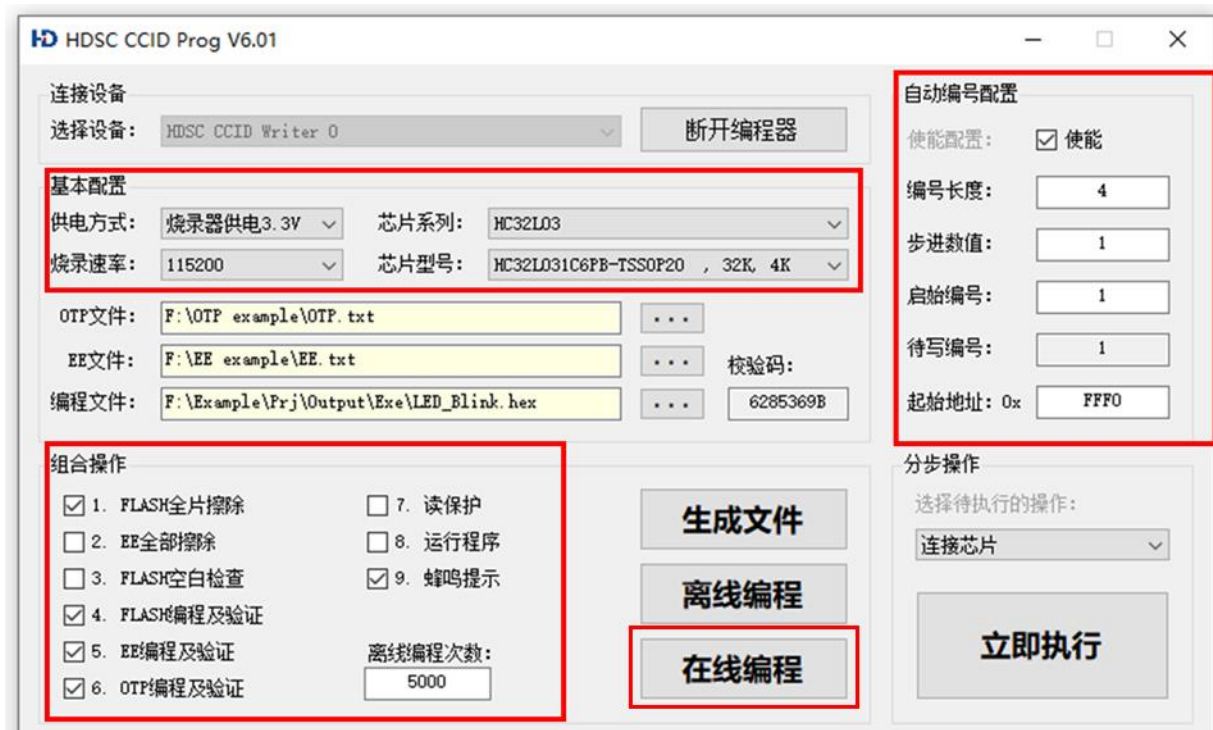 HD HDSC CCID Prog V6.01
连接设备
选择设备: HDSC CCID Writer 0
断开编程器
基本配置
供电方式: 烧录器供电3.3V 芯片系列: HC32L03
烧录速率: 115200 芯片型号: HC32L031C6PB-TSSOP20 , 32K, 4K
OTP文件: F:\OTP example\OTP.txt ...
EE文件: F:\EE example\EE.txt ... 校验码:
编程文件: F:\Example\Prj\Output\Exe\LED_Blink.hex ... 6285369B
自动编号配置
使能配置: 使能
编号长度: 4
步进数值: 1
启始编号: 1
待写编号: 1
起始地址: 0x FFF0
组合操作
1. FLASH全片擦除
2. EE全部擦除
3. FLASH空白检查
4. FLASH编程及验证
5. EE编程及验证
6. OTP编程及验证
7. 读保护
8. 运行程序
9. 蜂鸣提示
离线编程次数:
5000
生成文件
离线编程
在线编程
分步操作
选择待执行的操作:
连接芯片
立即执行